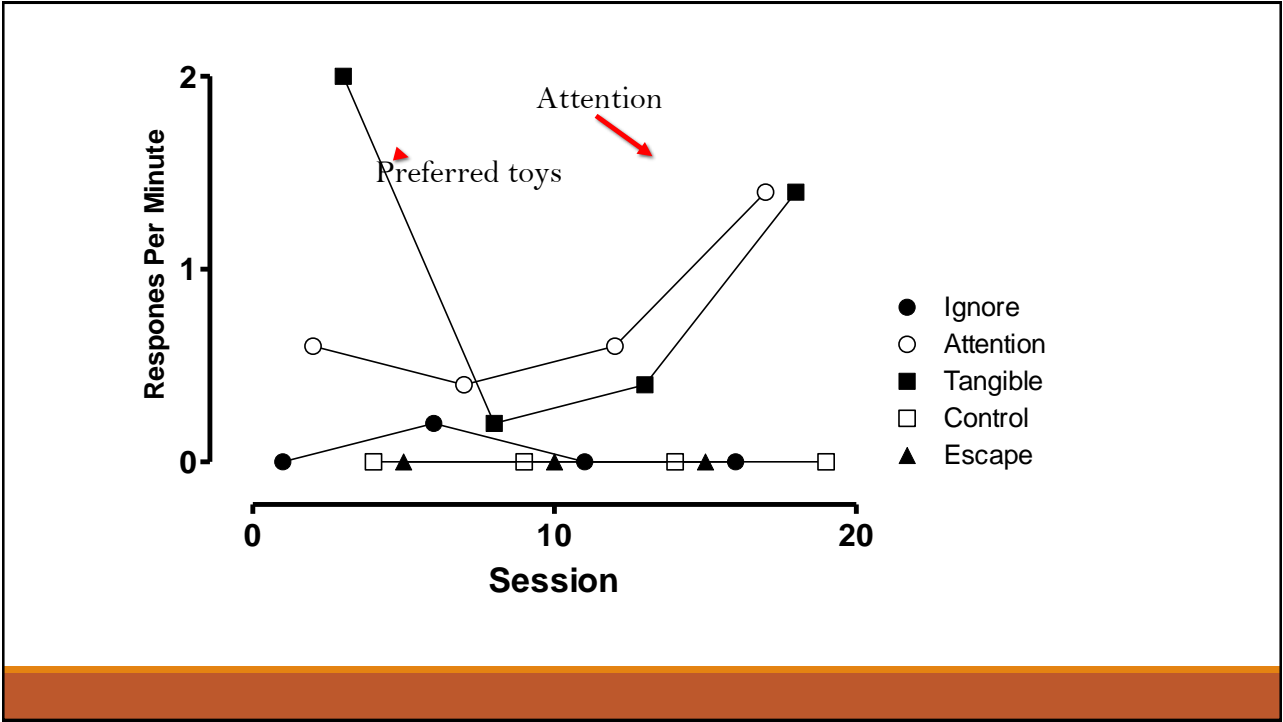 2
Attention
Preferred toys
Respones Per Minute
1
0
Ignore
Attention
Tangible
Control
Escape
0 10 20
Session